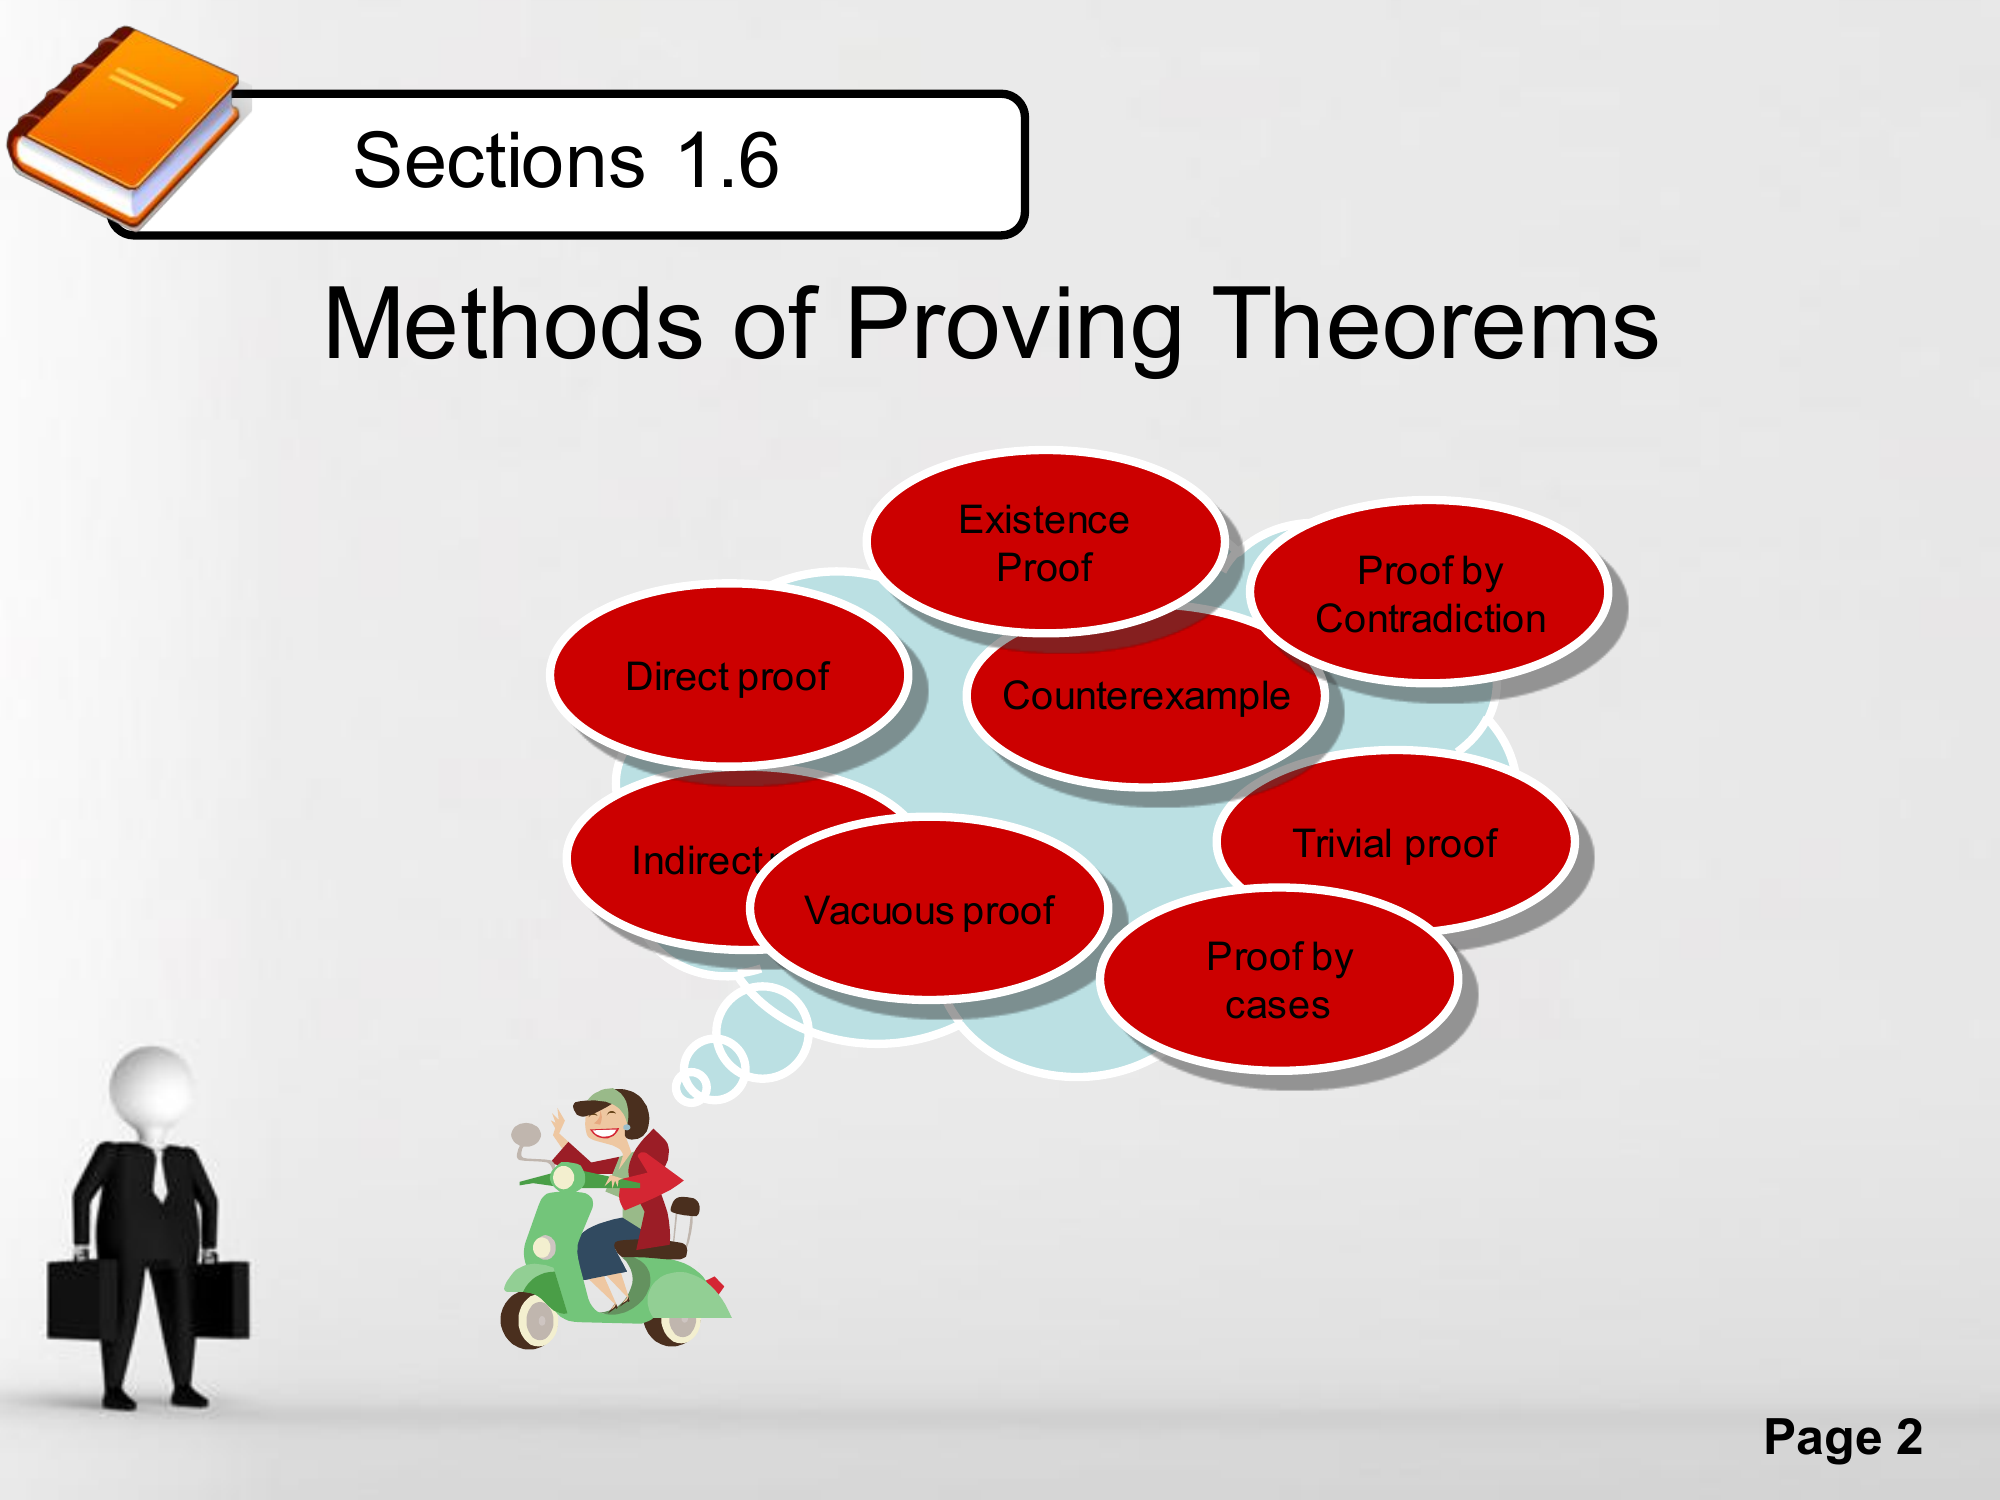 Sections 1.6
Methods of Proving Theorems
Existence
Proof
Proof by
Contradiction
Direct proof
Counterexample
Trivial proof
Indirect
Vacuous proof
Proof by
cases
Page 2